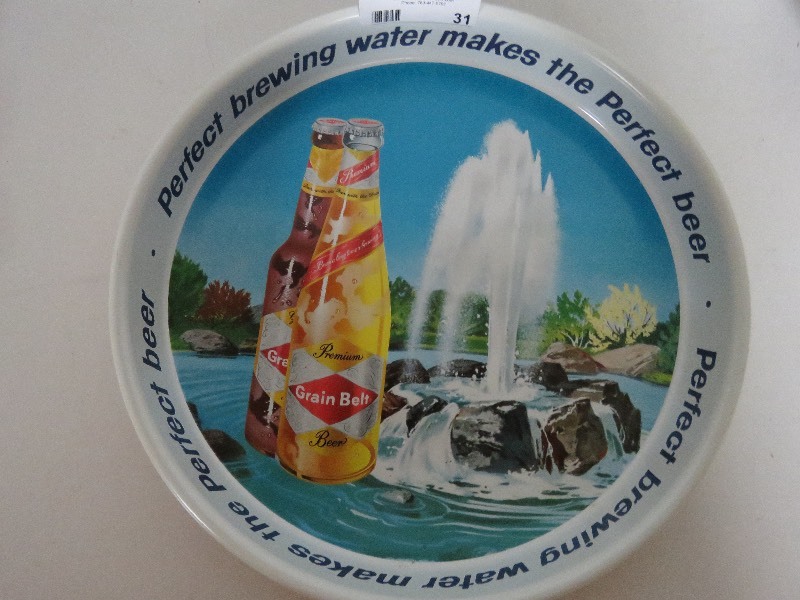 31
Perfect brewing water makes the Perfect beer
·
Perfect brewing water makes the Perfect beer
·
Premium
Premium
Grain Belt
Beer
Gra